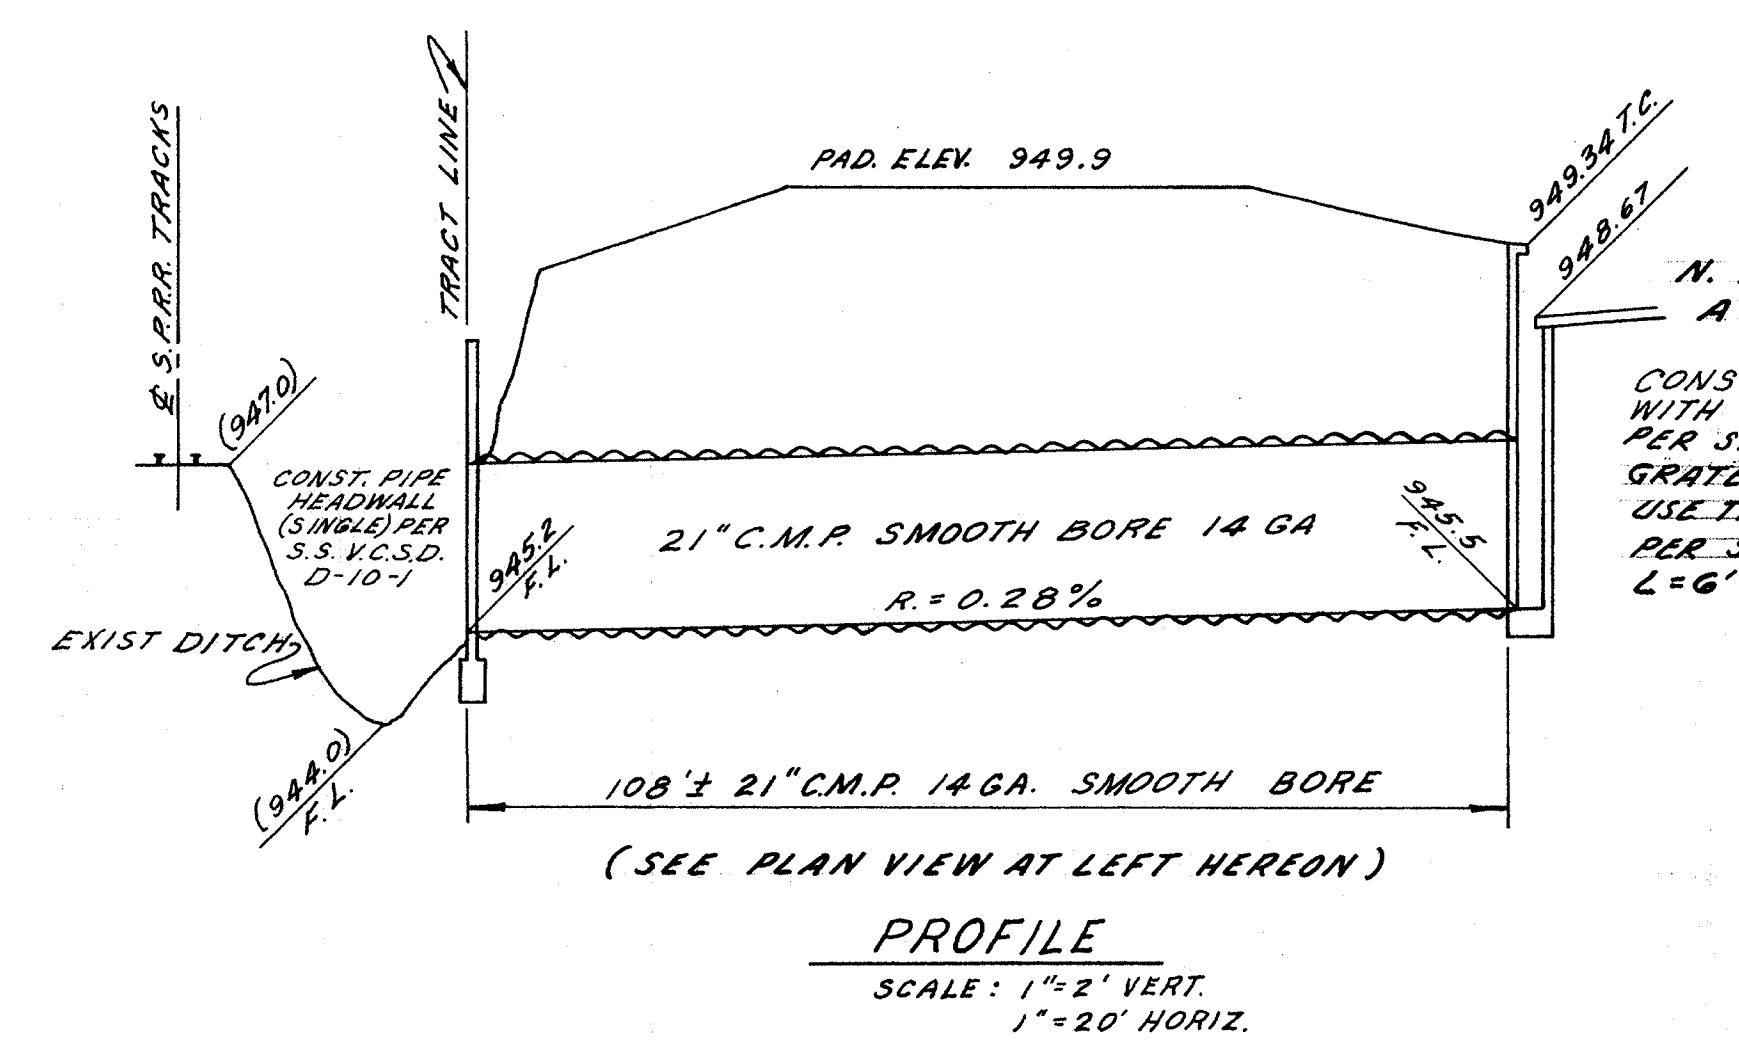 ℄ S.P.R.R. TRACKS
TRACT LINE
PAD. ELEV. 949.9
949.34 T.C.
948.67
N.
A
(947.0)
CONST. PIPE
HEADWALL
(SINGLE) PER
S.S. V.C.S.D.
D-10-1
945.2
F.L.
21" C.M.P. SMOOTH BORE 14 GA
R. = 0.28%
945.5
F.L.
CONS
WITH
PER S.
GRATE
USE T
PER S
L=6'
EXIST DITCH
(944.0)
F.L.
108'± 21" C.M.P. 14 GA. SMOOTH BORE
(SEE PLAN VIEW AT LEFT HEREON)
PROFILE
SCALE: 1"=2' VERT.
1"=20' HORIZ.